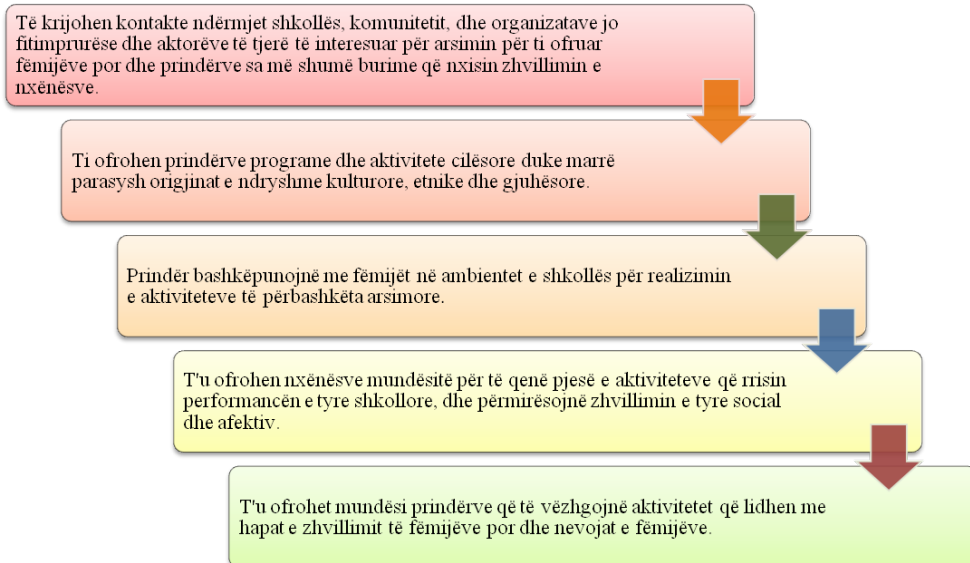 Të krijohen kontakte ndërmjet shkollës, komunitetit, dhe organizatave jo
fitimprurëse dhe aktorëve të tjerë të interesuar për arsimin për ti ofruar
fëmijëve por dhe prindërve sa më shumë burime që nxisin zhvillimin e
nxënësve.
Ti ofrohen prindërve programe dhe aktivitete cilësore duke marrë
parasysh origjinat e ndryshme kulturore, etnike dhe gjuhësore.
Prindër bashkëpunojnë me fëmijët në ambientet e shkollës për realizimin
e aktiviteteve të përbashkëta arsimore.
T'u ofrohen nxënësve mundësitë për të qenë pjesë e aktiviteteve që rrisin
performancën e tyre shkollore, dhe përmirësojnë zhvillimin e tyre social
dhe afektiv.
T'u ofrohet mundësi prindërve që të vëzhgojnë aktivitetet që lidhen me
hapat e zhvillimit të fëmijëve por dhe nevojat e fëmijëve.